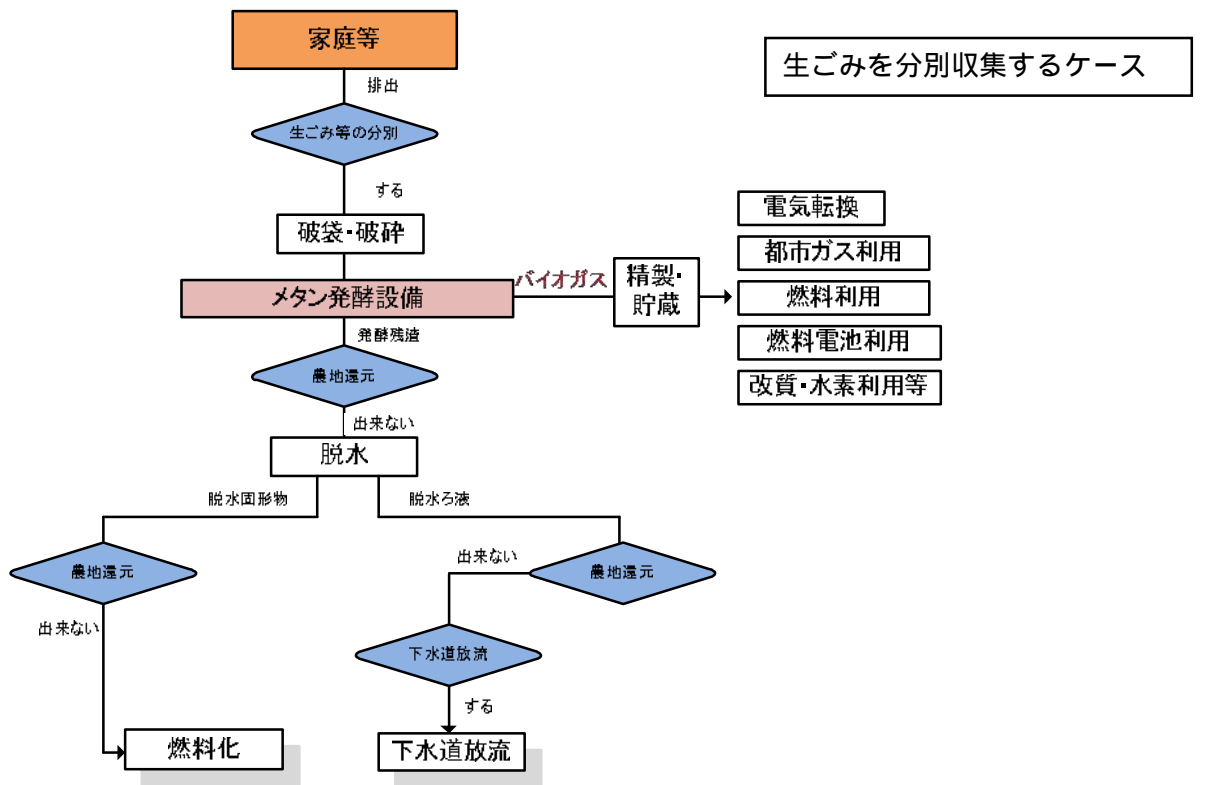 家庭等
生ごみを分別収集するケース
排出
生ごみ等の分別
する
破袋・破砕
電気転換
都市ガス利用
バイオガス
精製・
貯蔵
メタン発酵設備
燃料利用
発酵残渣
燃料電池利用
農地還元
改質・水素利用等
出来ない
脱水
脱水固形物
脱水ろ液
農地還元
出来ない
農地還元
出来ない
下水道放流
する
燃料化
下水道放流